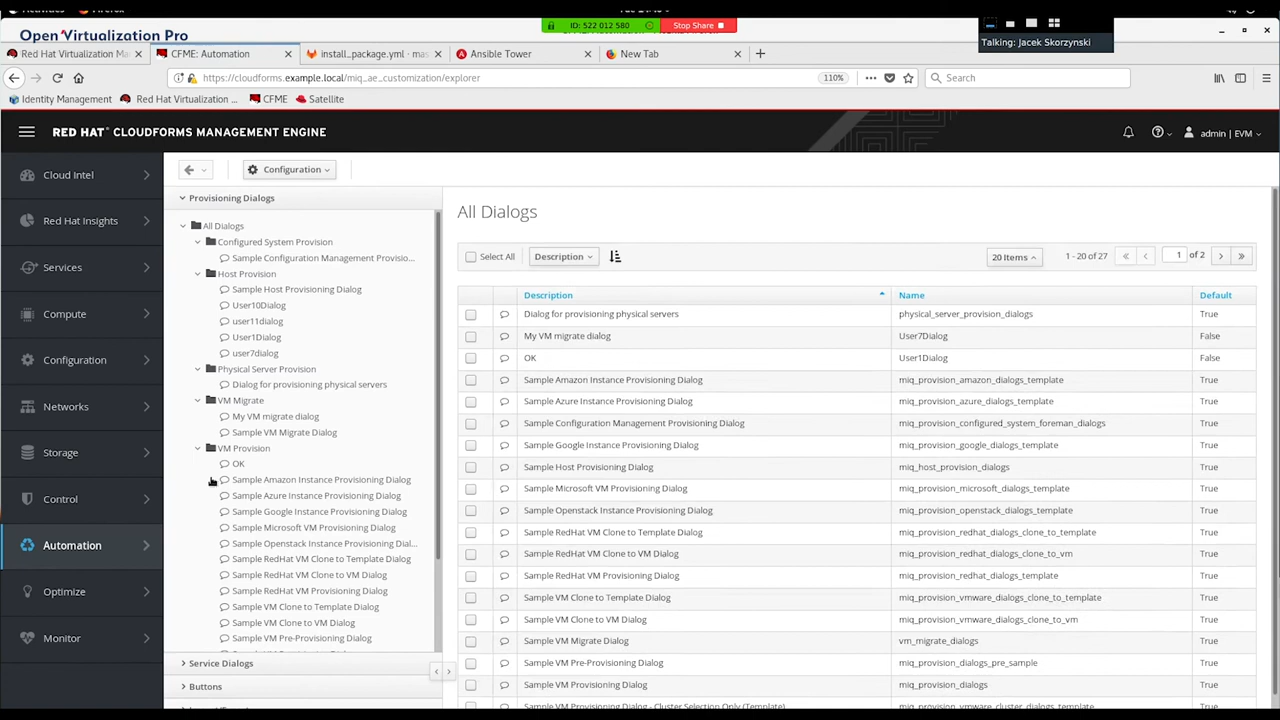 Open Virtualization Pro
ID: 522 012 580
Stop Share
Talking: Jacek Skorzynski
Red Hat Virtualization Ma
CFME: Automation
install_package.yml · mas
Ansible Tower
New Tab
https://cloudforms.example.local/miq_ae_customization/explorer
110%
Search
Identity Management
Red Hat Virtualization ...
CFME
Satellite
RED HAT CLOUDFORMS MANAGEMENT ENGINE
admin | EVM
Cloud Intel
Red Hat Insights
Services
Compute
Configuration
Networks
Storage
Control
Automation
Optimize
Monitor
Configuration
Provisioning Dialogs
All Dialogs
Configured System Provision
Sample Configuration Management Provisio...
Host Provision
Sample Host Provisioning Dialog
User10Dialog
user11dialog
User1Dialog
user7dialog
Physical Server Provision
Dialog for provisioning physical servers
VM Migrate
My VM migrate dialog
Sample VM Migrate Dialog
VM Provision
OK
Sample Amazon Instance Provisioning Dialog
Sample Azure Instance Provisioning Dialog
Sample Google Instance Provisioning Dialog
Sample Microsoft VM Provisioning Dialog
Sample Openstack Instance Provisioning Dial...
Sample RedHat VM Clone to Template Dialog
Sample RedHat VM Clone to VM Dialog
Sample RedHat VM Provisioning Dialog
Sample VM Clone to Template Dialog
Sample VM Clone to VM Dialog
Sample VM Pre-Provisioning Dialog
Service Dialogs
Buttons
All Dialogs
Select All
Description
20 Items
1 - 20 of 27
1 of 2
Description Name Default
Dialog for provisioning physical servers physical_server_provision_dialogs True
My VM migrate dialog User7Dialog False
OK User1Dialog False
Sample Amazon Instance Provisioning Dialog miq_provision_amazon_dialogs_template True
Sample Azure Instance Provisioning Dialog miq_provision_azure_dialogs_template True
Sample Configuration Management Provisioning Dialog miq_provision_configured_system_foreman_dialogs True
Sample Google Instance Provisioning Dialog miq_provision_google_dialogs_template True
Sample Host Provisioning Dialog miq_host_provision_dialogs True
Sample Microsoft VM Provisioning Dialog miq_provision_microsoft_dialogs_template True
Sample Openstack Instance Provisioning Dialog miq_provision_openstack_dialogs_template True
Sample RedHat VM Clone to Template Dialog miq_provision_redhat_dialogs_clone_to_template True
Sample RedHat VM Clone to VM Dialog miq_provision_redhat_dialogs_clone_to_vm True
Sample RedHat VM Provisioning Dialog miq_provision_redhat_dialogs_template True
Sample VM Clone to Template Dialog miq_provision_vmware_dialogs_clone_to_template True
Sample VM Clone to VM Dialog miq_provision_vmware_dialogs_clone_to_vm True
Sample VM Migrate Dialog vm_migrate_dialogs True
Sample VM Pre-Provisioning Dialog miq_provision_dialogs_pre_sample True
Sample VM Provisioning Dialog miq_provision_dialogs True
Sample VM Provisioning Dialog - Cluster Selection Only (Template) miq_provision_vmware_cluster_dialogs_template True